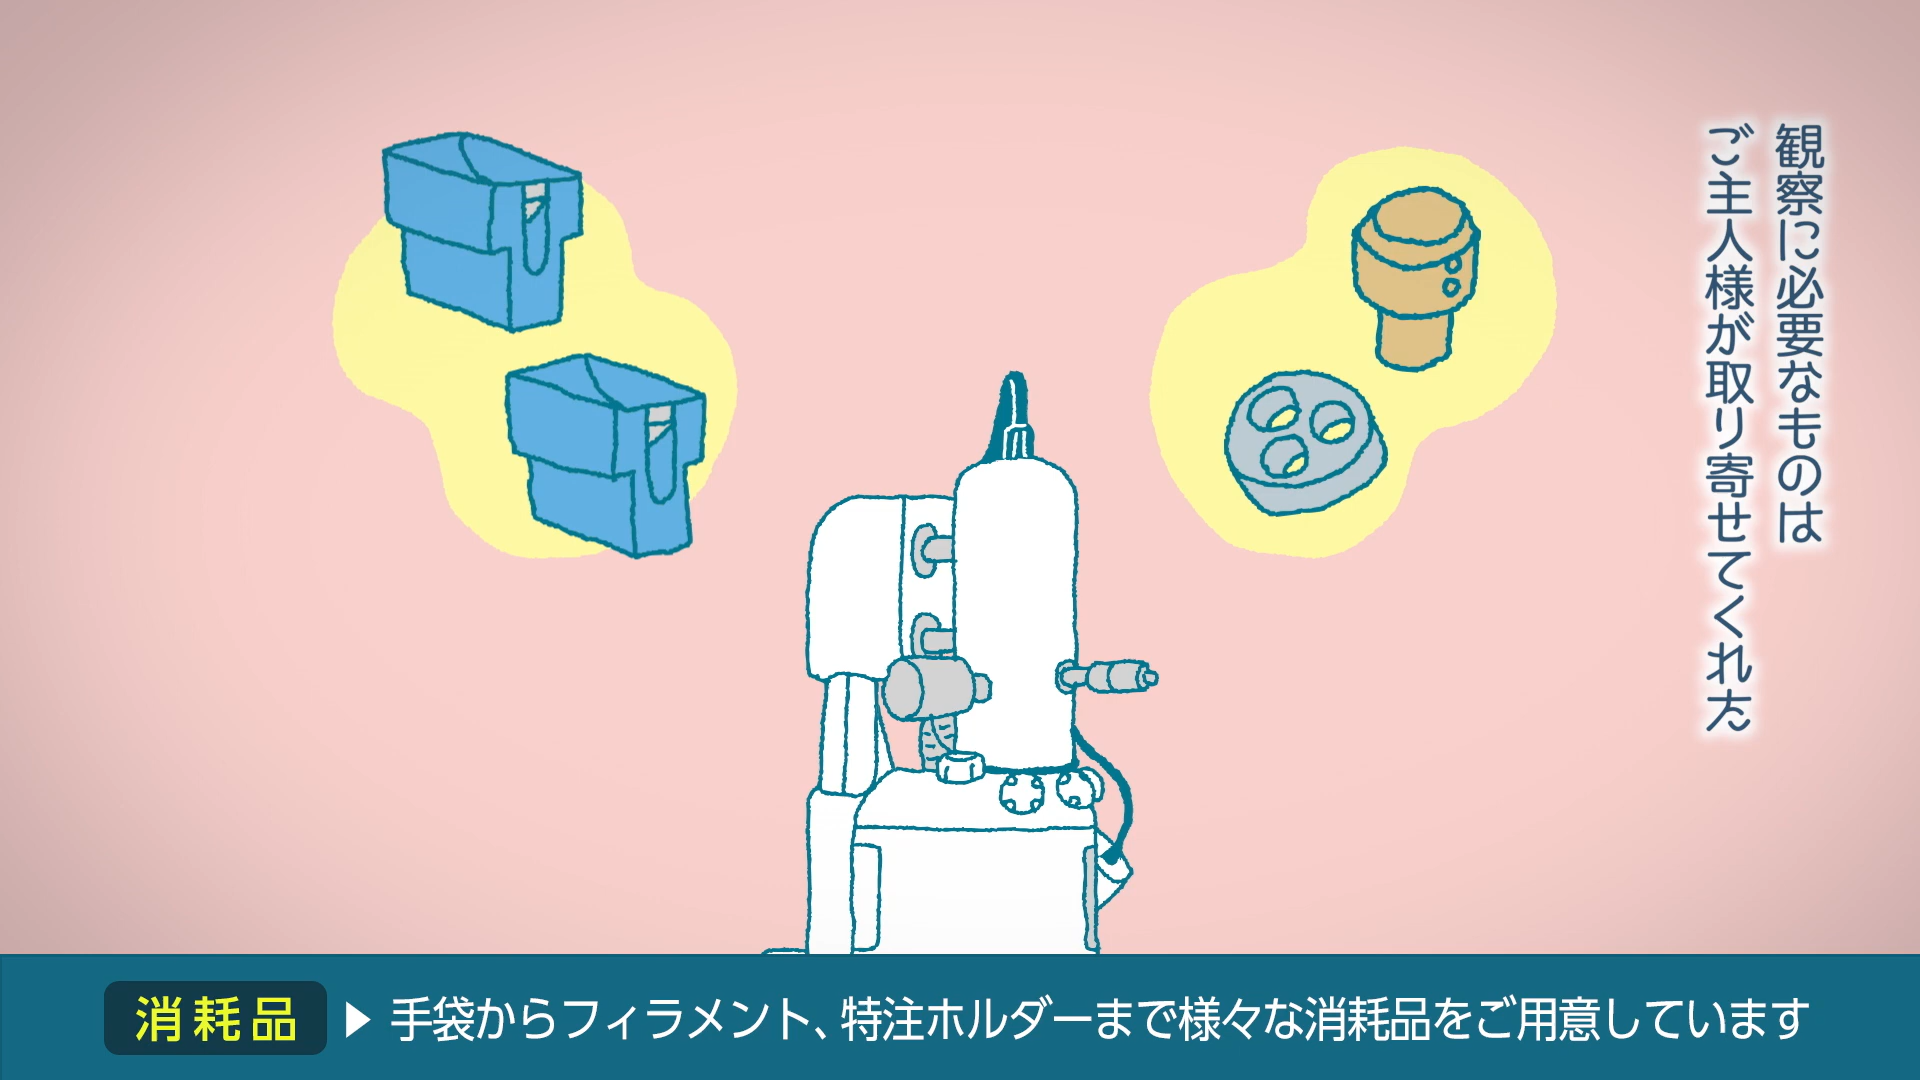 観察に必要なものは
ご主人様が取り寄せてくれた
消耗品 ▶ 手袋からフィラメント、特注ホルダーまで様々な消耗品をご用意しています